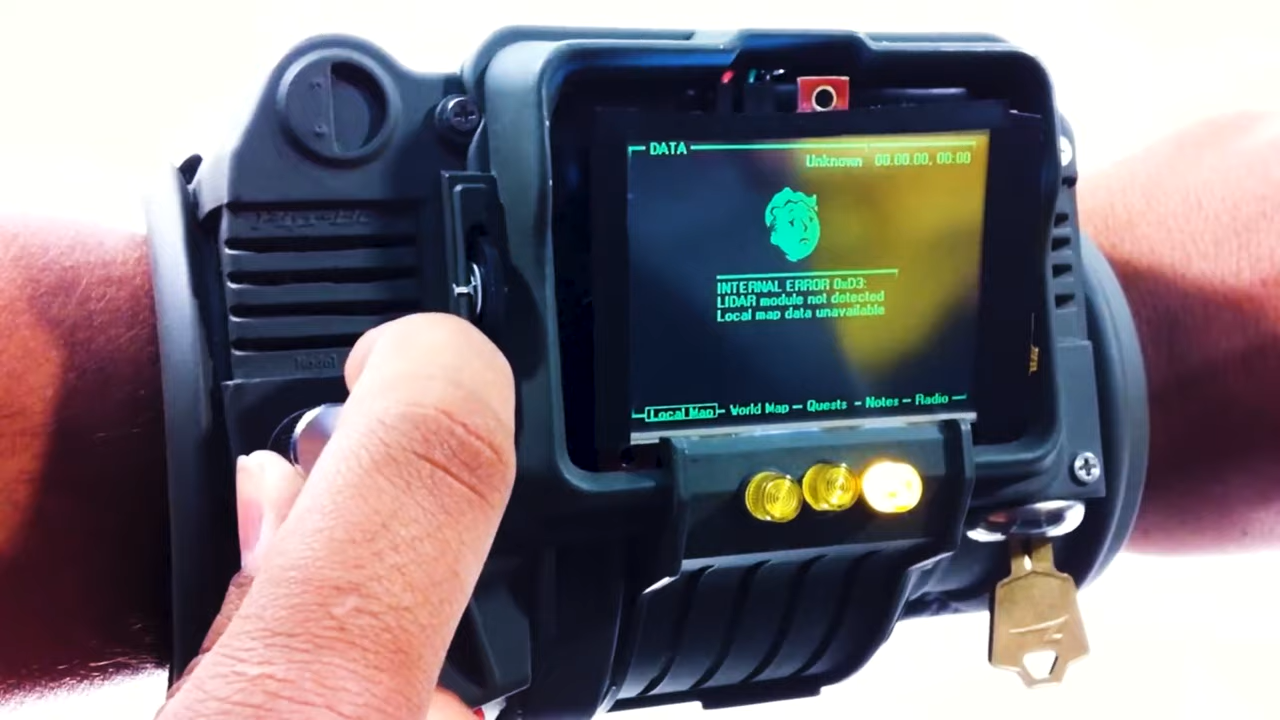 DATA
Unknown 00.00.00, 00:00
INTERNAL ERROR 0xD3:
LIDAR module not detected
Local map data unavailable
Local Map World Map Quests Notes Radio
Model